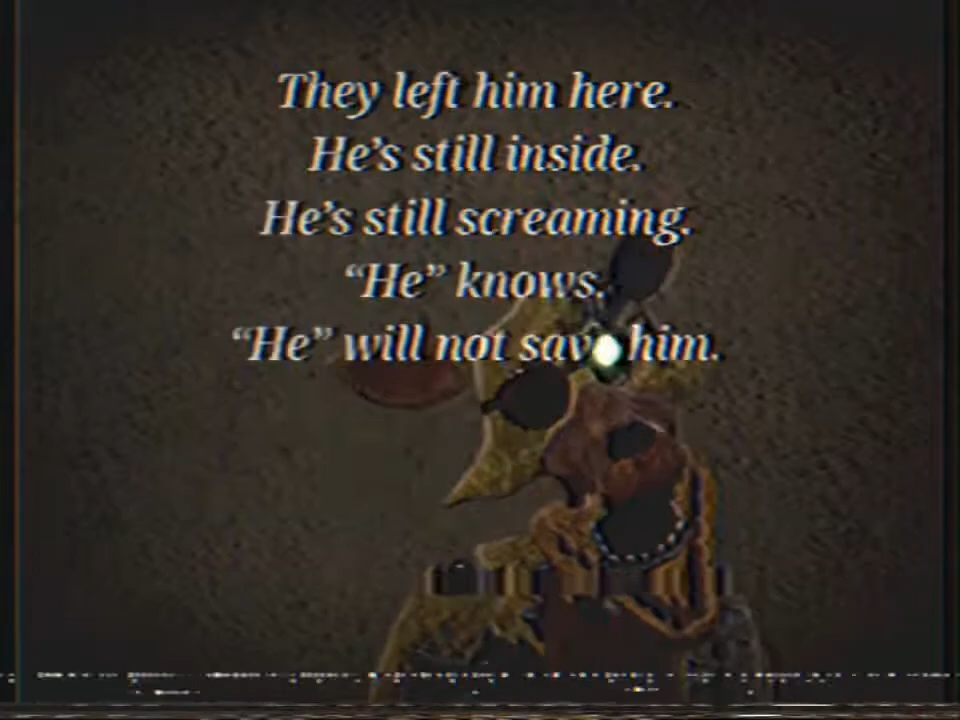 They left him here.
He’s still inside.
He’s still screaming.
“He” knows.
“He” will not save him.